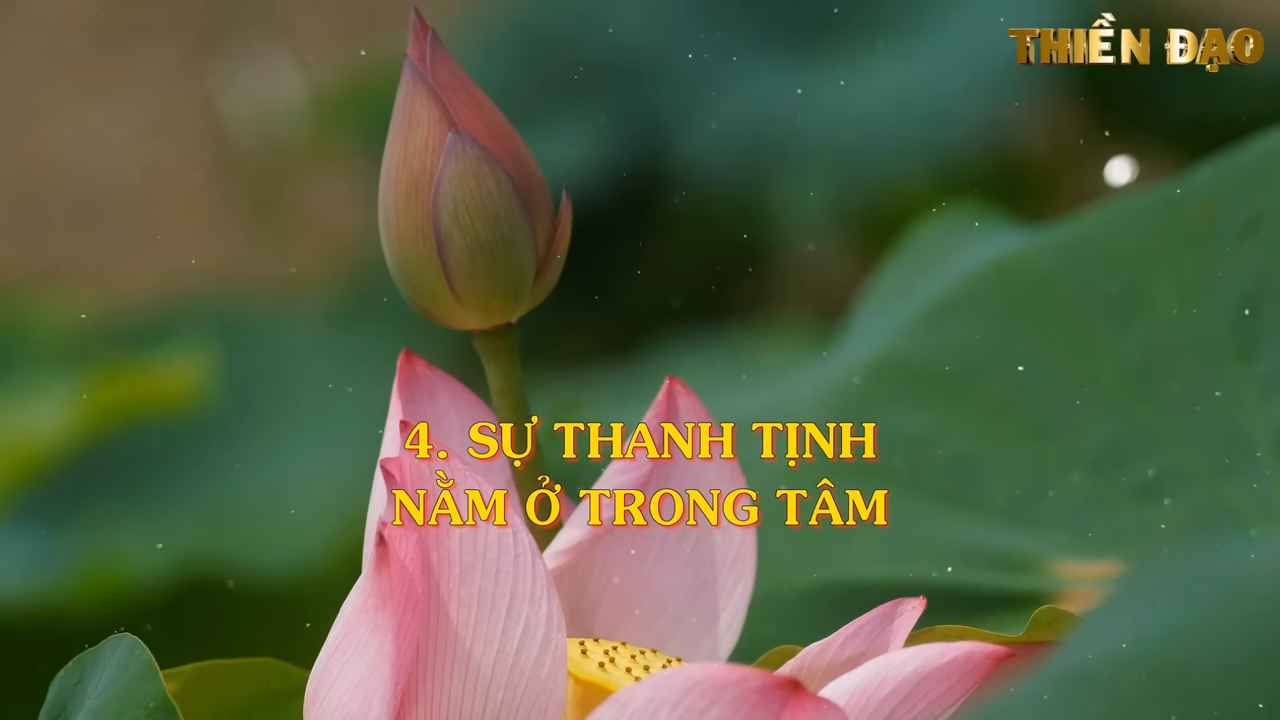 THIỀN ĐẠO
4. SỰ THANH TỊNH
NẰM Ở TRONG TÂM